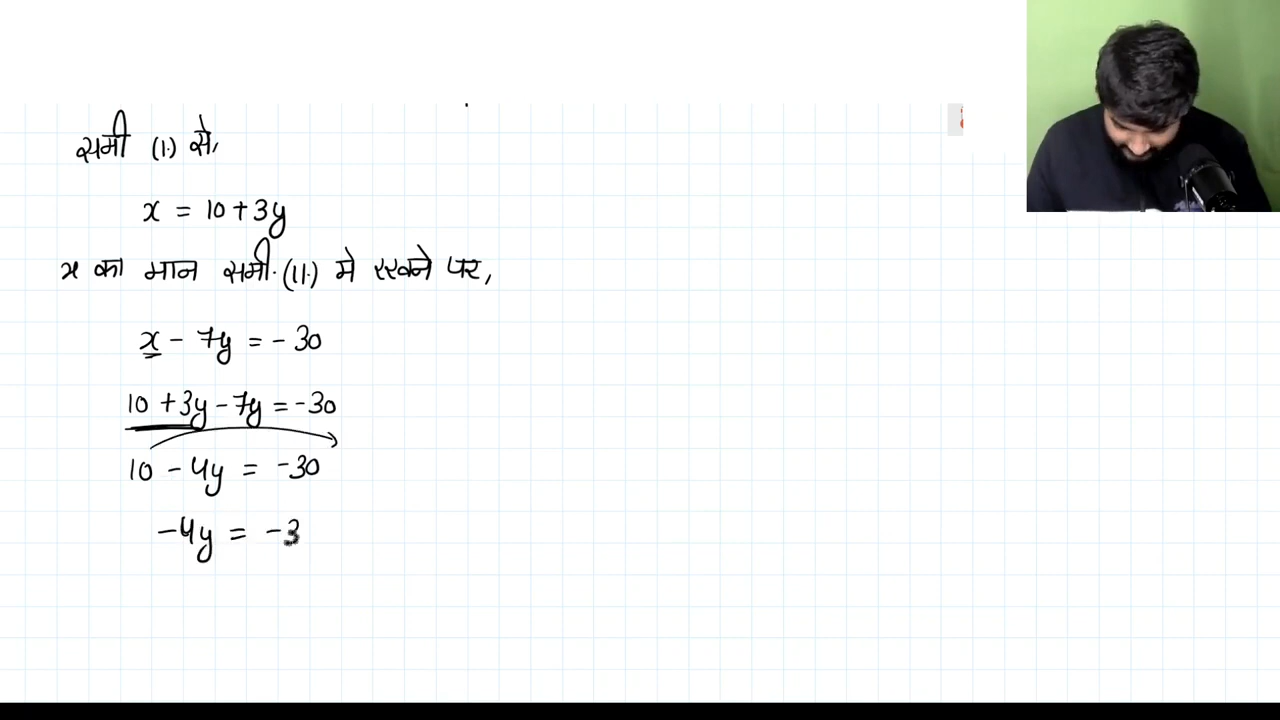 समी (1.) से,
x = 10 + 3y
x का मान समी. (11.) मे रखने पर,
x - 7y = - 30
10 + 3y - 7y = -30
10 - 4y = -30
-4y = -3